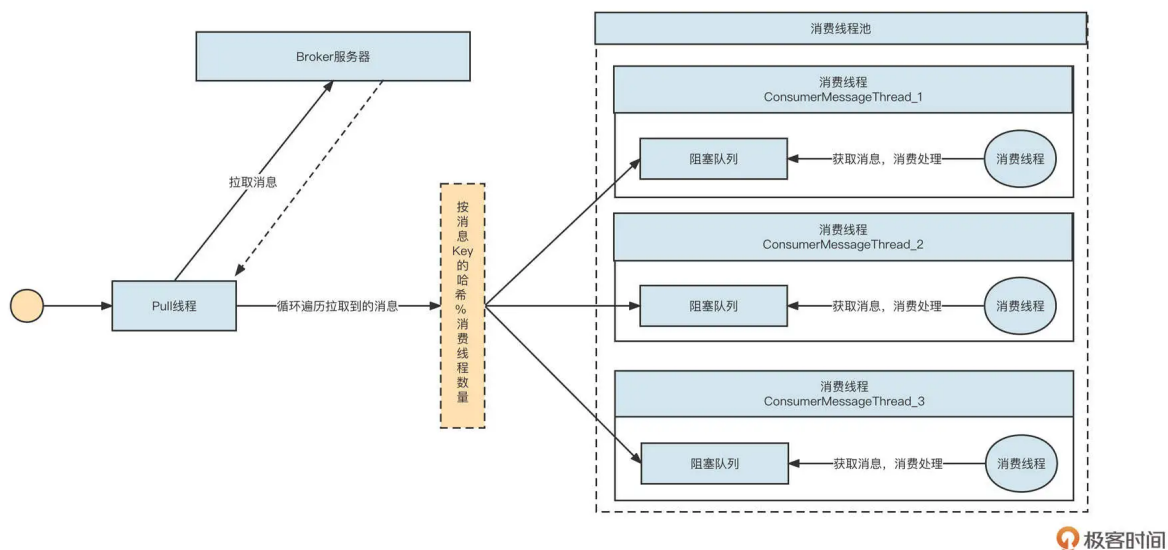 消费线程池
Broker服务器
消费线程
ConsumerMessageThread_1
阻塞队列
获取消息，消费处理
消费线程
拉取消息
按
消
息
Key
的
哈
希
%
消
费
线
程
数
量
消费线程
ConsumerMessageThread_2
Pull线程
循环遍历拉取到的消息
阻塞队列
获取消息，消费处理
消费线程
消费线程
ConsumerMessageThread_3
阻塞队列
获取消息，消费处理
消费线程
极客时间